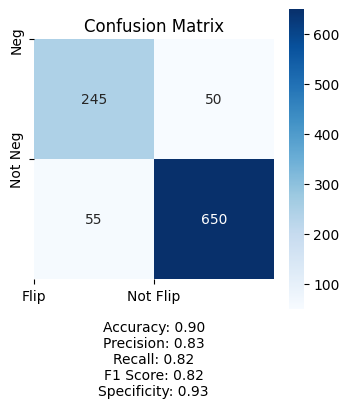 Confusion Matrix
Neg
245
50
Not Neg
55
650
Flip
Not Flip
600
500
400
300
200
100
Accuracy: 0.90
Precision: 0.83
Recall: 0.82
F1 Score: 0.82
Specificity: 0.93